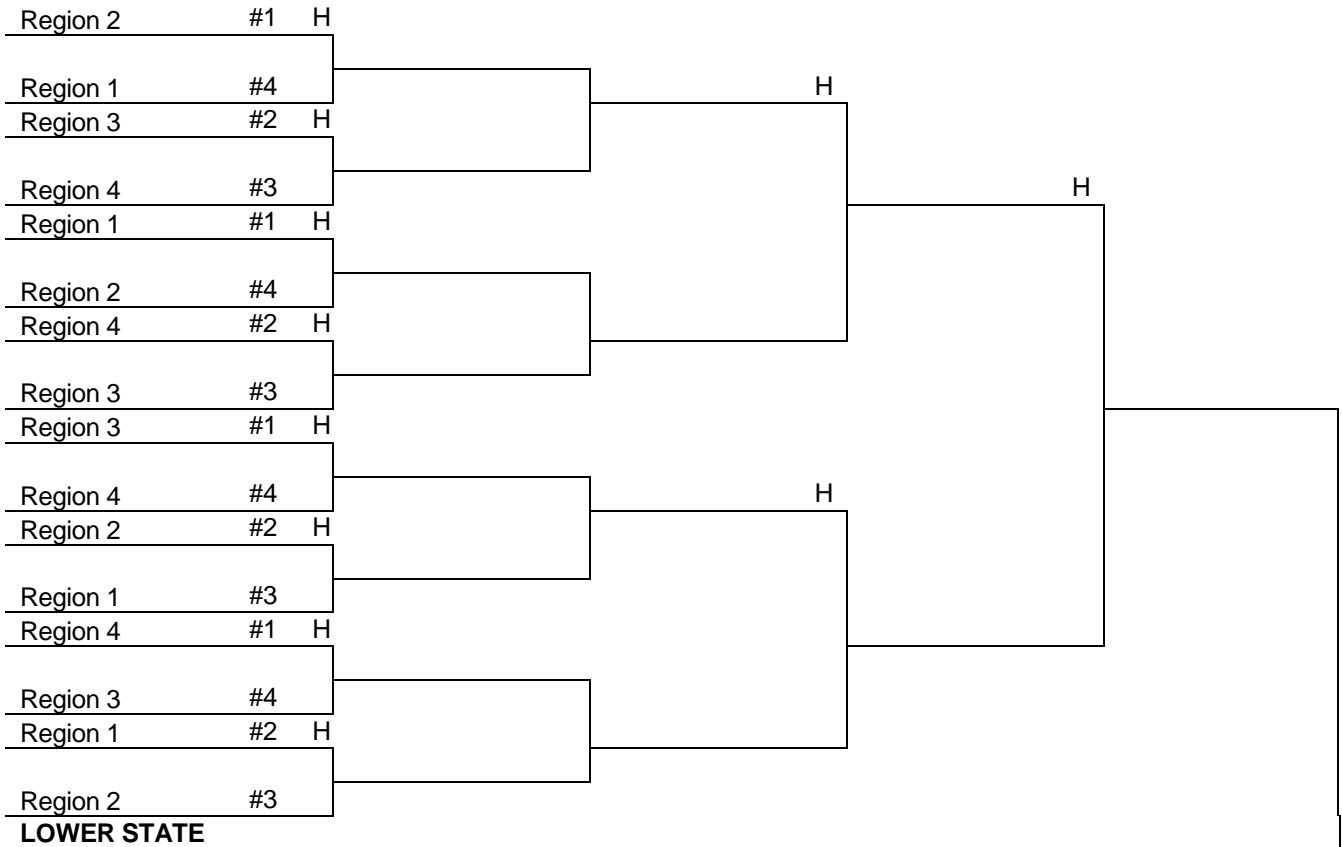 Region 2 #1 H
Region 1 #4 H
Region 3 #2 H
Region 4 #3 H
Region 1 #1 H
Region 2 #4
Region 4 #2 H
Region 3 #3
Region 3 #1 H
Region 4 #4 H
Region 2 #2 H
Region 1 #3
Region 4 #1 H
Region 3 #4
Region 1 #2 H
Region 2 #3
LOWER STATE